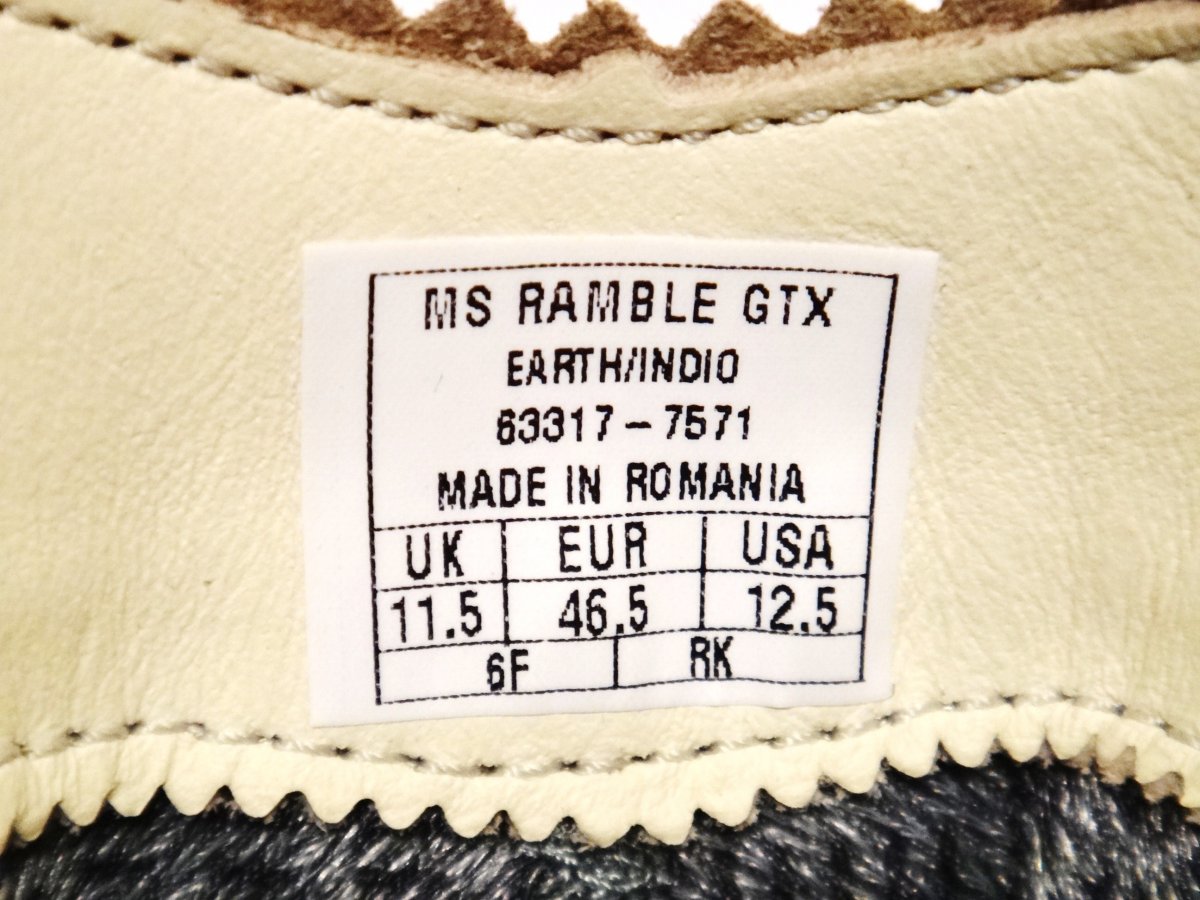 MS RAMBLE GTX
EARTH/INDIO
63317-7571
MADE IN ROMANIA
UK EUR USA
11.5 46.5 12.5
6F RK